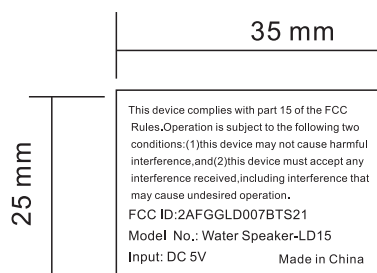 35 mm
25 mm
This device complies with part 15 of the FCC
Rules.Operation is subject to the following two
conditions:(1)this device may not cause harmful
interference,and(2)this device must accept any
interference received,including interference that
may cause undesired operation.
FCC ID:2AFGGLD007BTS21
Model No.: Water Speaker-LD15
Input: DC 5V Made in China